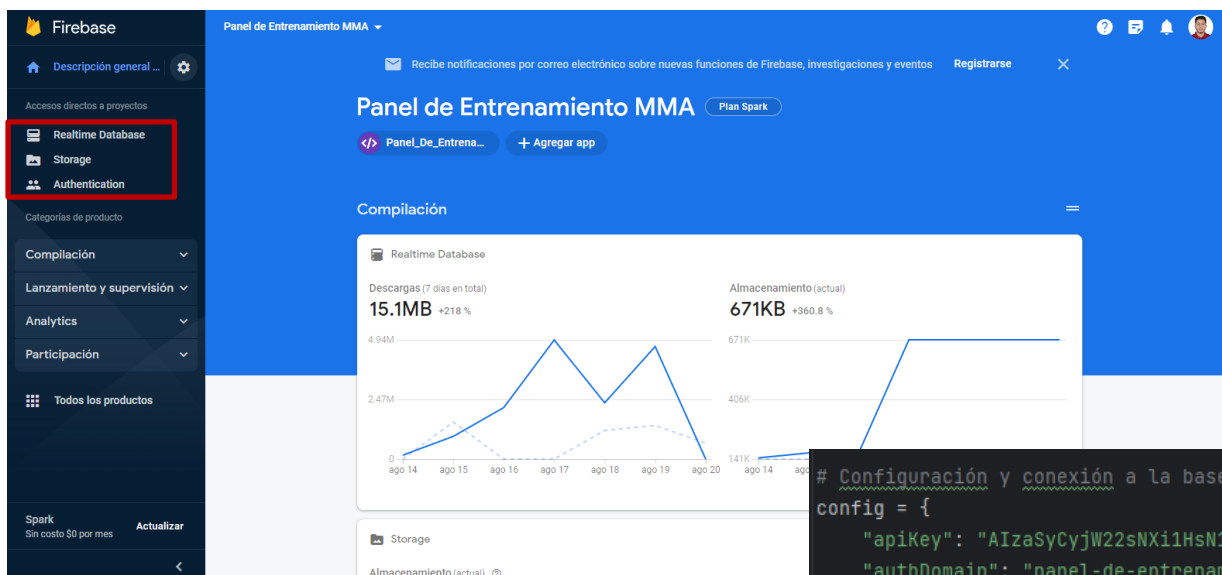 Firebase
Panel de Entrenamiento MMA
Descripción general ...
Recibe notificaciones por correo electrónico sobre nuevas funciones de Firebase, investigaciones y eventos Registrarse
Accesos directos a proyectos
Realtime Database
Storage
Authentication
Categorías de producto
Compilación
Lanzamiento y supervisión
Analytics
Participación
Todos los productos
Spark
Sin costo $0 por mes
Actualizar
Panel de Entrenamiento MMA Plan Spark
</> Panel_De_Entrena... + Agregar app
Compilación
Realtime Database
Descargas (7 días en total)
15.1MB +218 %
4.94M
2.47M
0
ago 14 ago 15 ago 16 ago 17 ago 18 ago 19 ago 20
Almacenamiento (actual)
671KB +360.8 %
671K
406K
141K
ago 14
Storage
Almacenamiento (actual)
# Configuración y conexión a la base
config = {
"apiKey": "AIzaSyCyjW22sNXi1HsN1
"authDomain": "panel-de-entrenam